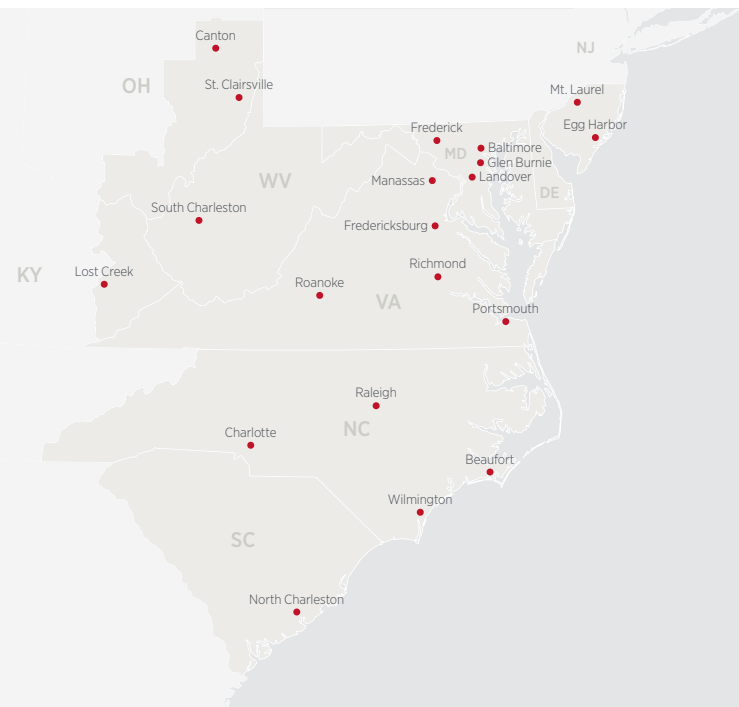 Canton
NJ
OH
St. Clairsville
Mt. Laurel
Egg Harbor
Frederick
Baltimore
MD
Glen Burnie
Landover
Manassas
WV
DE
South Charleston
Fredericksburg
Richmond
Lost Creek
KY
Roanoke
VA
Portsmouth
Raleigh
NC
Charlotte
Beaufort
Wilmington
SC
North Charleston